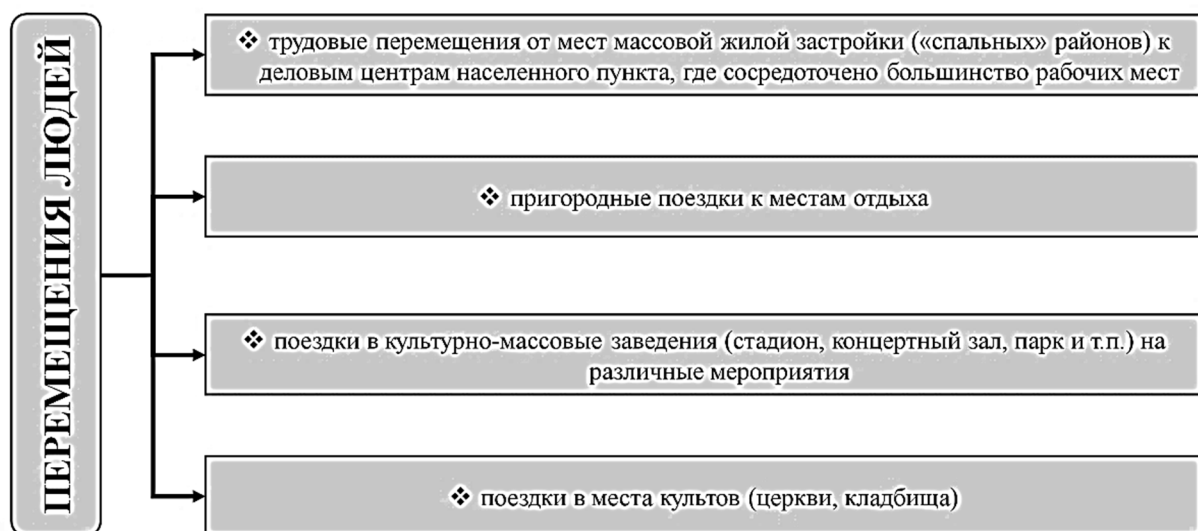 ПЕРЕМЕЩЕНИЯ ЛЮДЕЙ
❖ трудовые перемещения от мест массовой жилой застройки («спальных» районов) к
деловым центрам населенного пункта, где сосредоточено большинство рабочих мест
❖ пригородные поездки к местам отдыха
❖ поездки в культурно-массовые заведения (стадион, концертный зал, парк и т.п.) на
различные мероприятия
❖ поездки в места культов (церкви, кладбища)